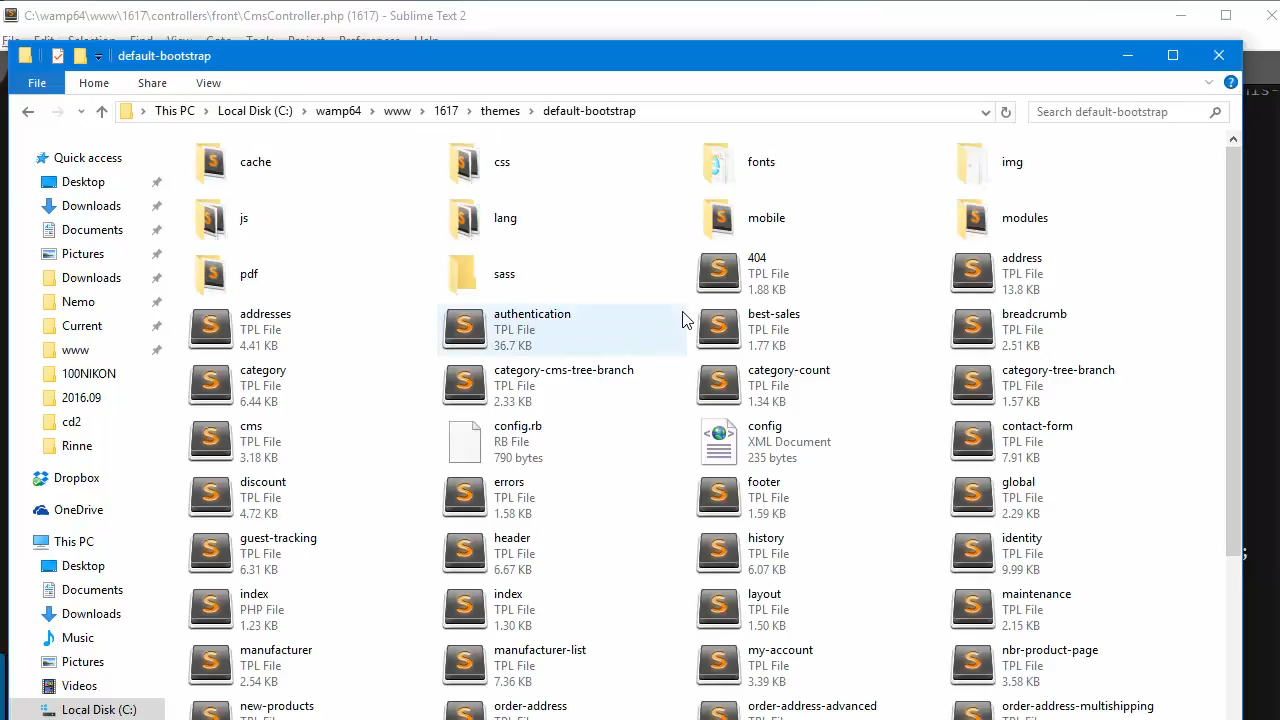 C:\wamp64\www\1617\controllers\front\CmsController.php (1617) - Sublime Text 2
File Edit Selection Find View Goto Tools Project Preferences Help
default-bootstrap
File Home Share View
This PC Local Disk (C:) wamp64 www 1617 themes default-bootstrap
Search default-bootstrap
Quick access
Desktop
Downloads
Documents
Pictures
Downloads
Nemo
Current
www
100NIKON
2016.09
cd2
Rinne
Dropbox
OneDrive
This PC
Desktop
Documents
Downloads
Music
Pictures
Videos
Local Disk (C:)
cache
css
fonts
img
js
lang
mobile
modules
pdf
sass
404
TPL File
1.88 KB
address
TPL File
13.8 KB
addresses
TPL File
4.41 KB
authentication
TPL File
36.7 KB
best-sales
TPL File
1.77 KB
breadcrumb
TPL File
2.51 KB
category
TPL File
6.44 KB
category-cms-tree-branch
TPL File
2.33 KB
category-count
TPL File
1.34 KB
category-tree-branch
TPL File
1.57 KB
cms
TPL File
3.18 KB
config.rb
RB File
790 bytes
config
XML Document
235 bytes
contact-form
TPL File
7.91 KB
discount
TPL File
4.72 KB
errors
TPL File
1.58 KB
footer
TPL File
1.59 KB
global
TPL File
2.29 KB
guest-tracking
TPL File
6.31 KB
header
TPL File
6.67 KB
history
TPL File
6.07 KB
identity
TPL File
9.99 KB
index
PHP File
1.23 KB
index
TPL File
1.30 KB
layout
TPL File
1.50 KB
maintenance
TPL File
2.15 KB
manufacturer
TPL File
2.54 KB
manufacturer-list
TPL File
7.36 KB
my-account
TPL File
3.39 KB
nbr-product-page
TPL File
3.58 KB
new-products
order-address
order-address-advanced
order-address-multishipping